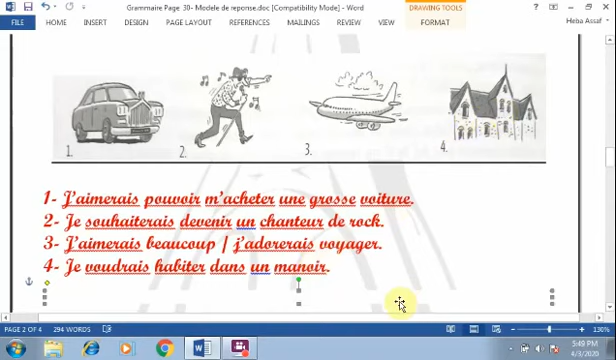 Grammaire Page 30- Modele de reponse.doc [Compatibility Mode] - Word
DRAWING TOOLS
FILE HOME INSERT DESIGN PAGE LAYOUT REFERENCES MAILINGS REVIEW VIEW FORMAT
Heba Assaf
1. 2. 3. 4.
1- J'aimerais pouvoir m'acheter une grosse voiture.
2- Je souhaiterais devenir un chanteur de rock.
3- J'aimerais beaucoup / j'adorerais voyager.
4- Je voudrais habiter dans un manoir.
PAGE 2 OF 4 294 WORDS 130%
5:49 PM
4/3/2020